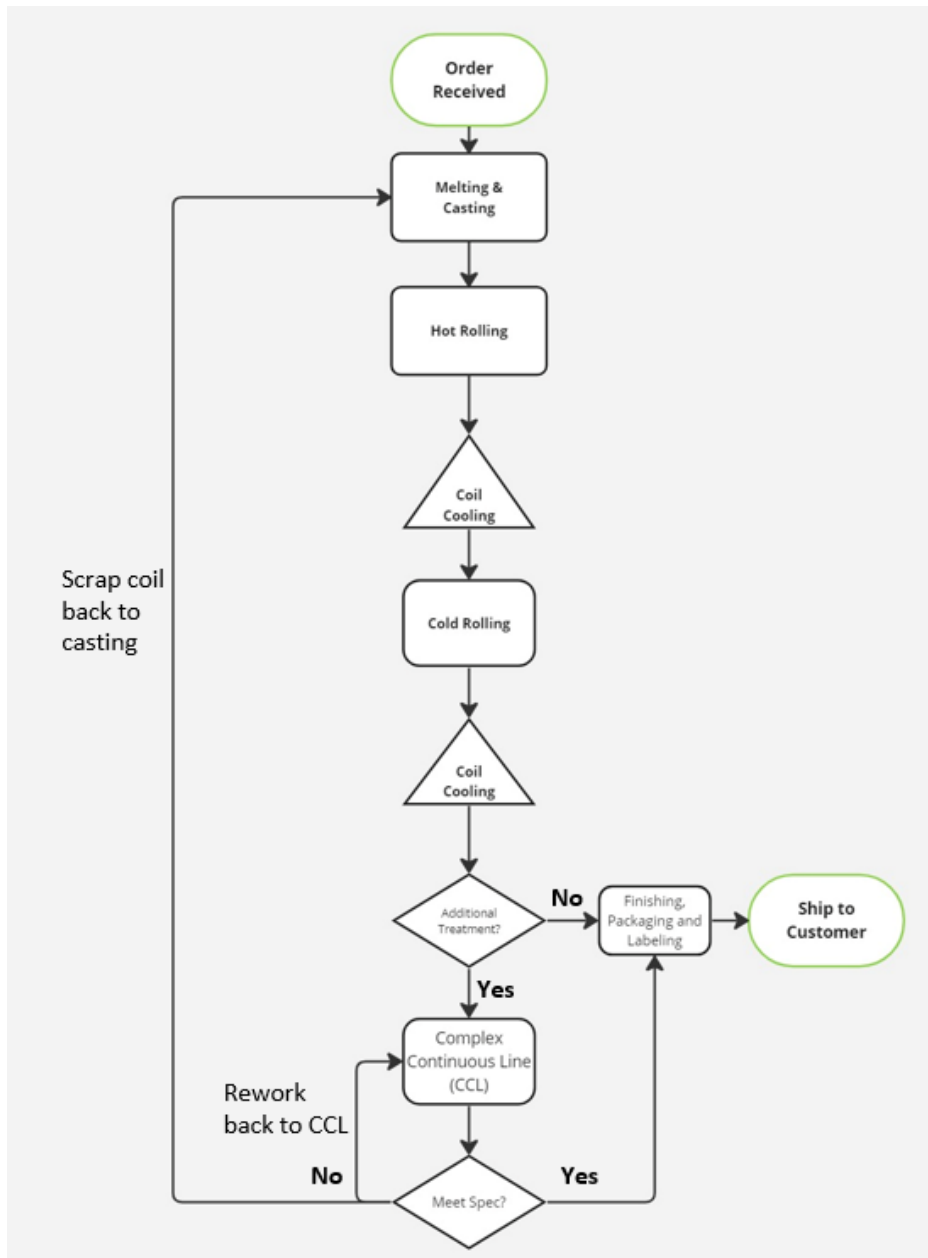 Order
Received
Melting &
Casting
Hot Rolling
Coil
Cooling
Scrap coil
back to
casting
Cold Rolling
Coil
Cooling
Additional
Treatment?
No
Finishing,
Packaging and
Labeling
Ship to
Customer
Yes
Complex
Continuous Line
(CCL)
Rework
back to CCL
No
Meet Spec?
Yes